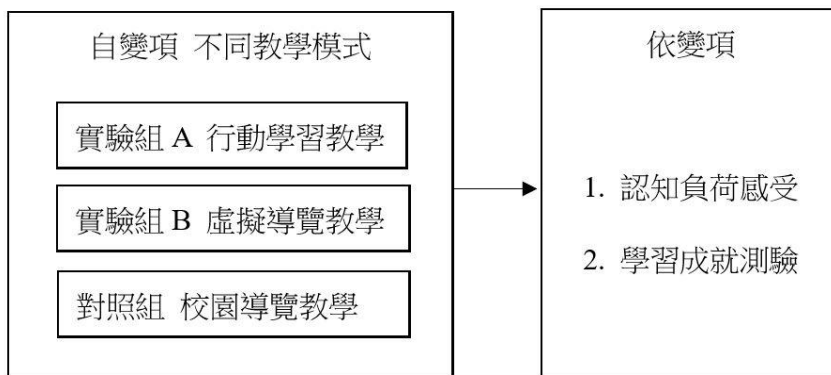 自變項 不同教學模式
實驗組 A 行動學習教學
實驗組 B 虛擬導覽教學
對照組 校園導覽教學
依變項
1. 認知負荷感受
2. 學習成就測驗